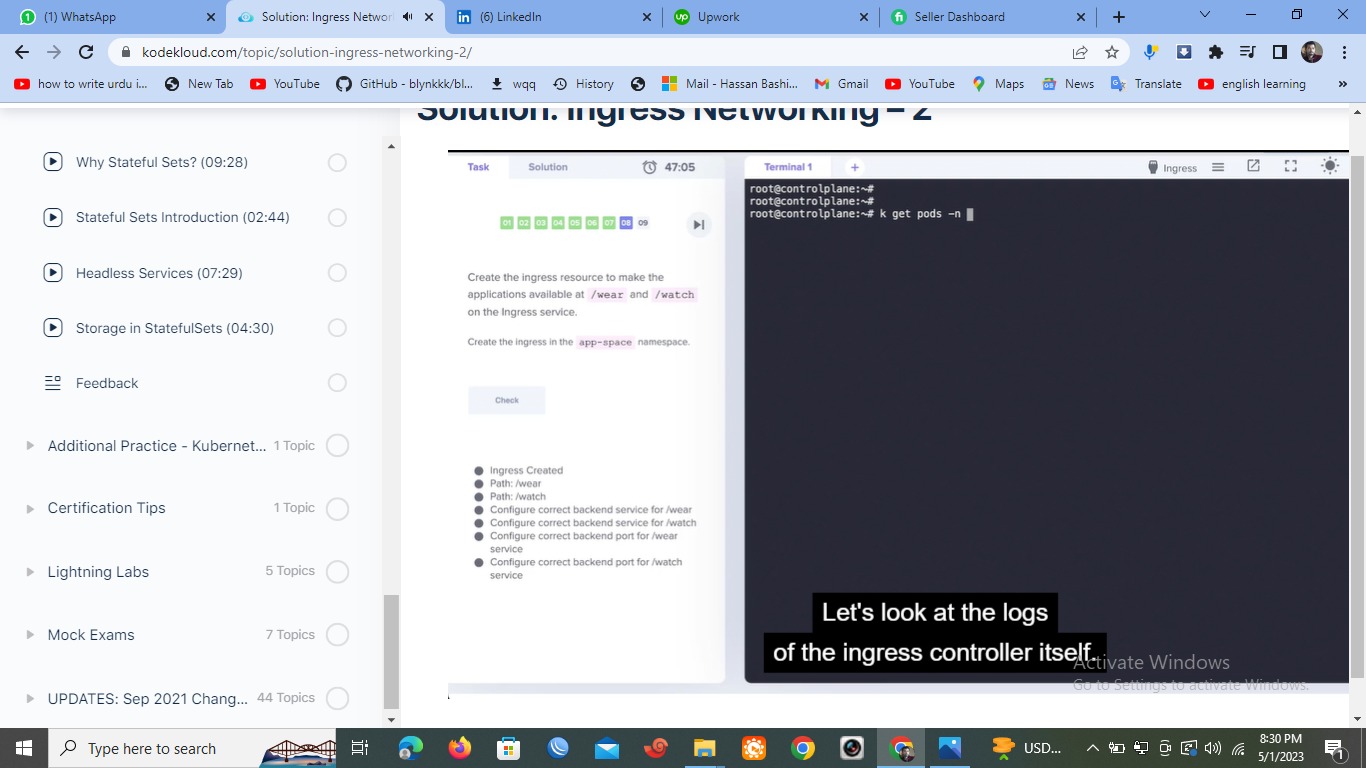 (1) WhatsApp
Solution: Ingress Networ
(6) LinkedIn
Upwork
Seller Dashboard
kodekloud.com/topic/solution-ingress-networking-2/
how to write urdu i...
New Tab
YouTube
GitHub - blynkkk/bl...
wqq
History
Mail - Hassan Bashi...
Gmail
YouTube
Maps
News
Translate
english learning
»
Solution: Ingress Networking – 2
Why Stateful Sets? (09:28)
Stateful Sets Introduction (02:44)
Headless Services (07:29)
Storage in StatefulSets (04:30)
Feedback
Additional Practice - Kubernet... 1 Topic
Certification Tips 1 Topic
Lightning Labs 5 Topics
Mock Exams 7 Topics
UPDATES: Sep 2021 Chang... 44 Topics
Task Solution 47:05
01 02 03 04 05 06 07 08 09
Create the ingress resource to make the
applications available at /wear and /watch
on the Ingress service.
Create the ingress in the app-space namespace.
Check
Ingress Created
Path: /wear
Path: /watch
Configure correct backend service for /wear
Configure correct backend service for /watch
Configure correct backend port for /wear
service
Configure correct backend port for /watch
service
Terminal 1 +
Ingress
root@controlplane:~#
root@controlplane:~#
root@controlplane:~# k get pods -n
Let's look at the logs
of the ingress controller itself.
Activate Windows
Go to Settings to activate Windows.
Type here to search
USD...
8:30 PM
5/1/2023
1